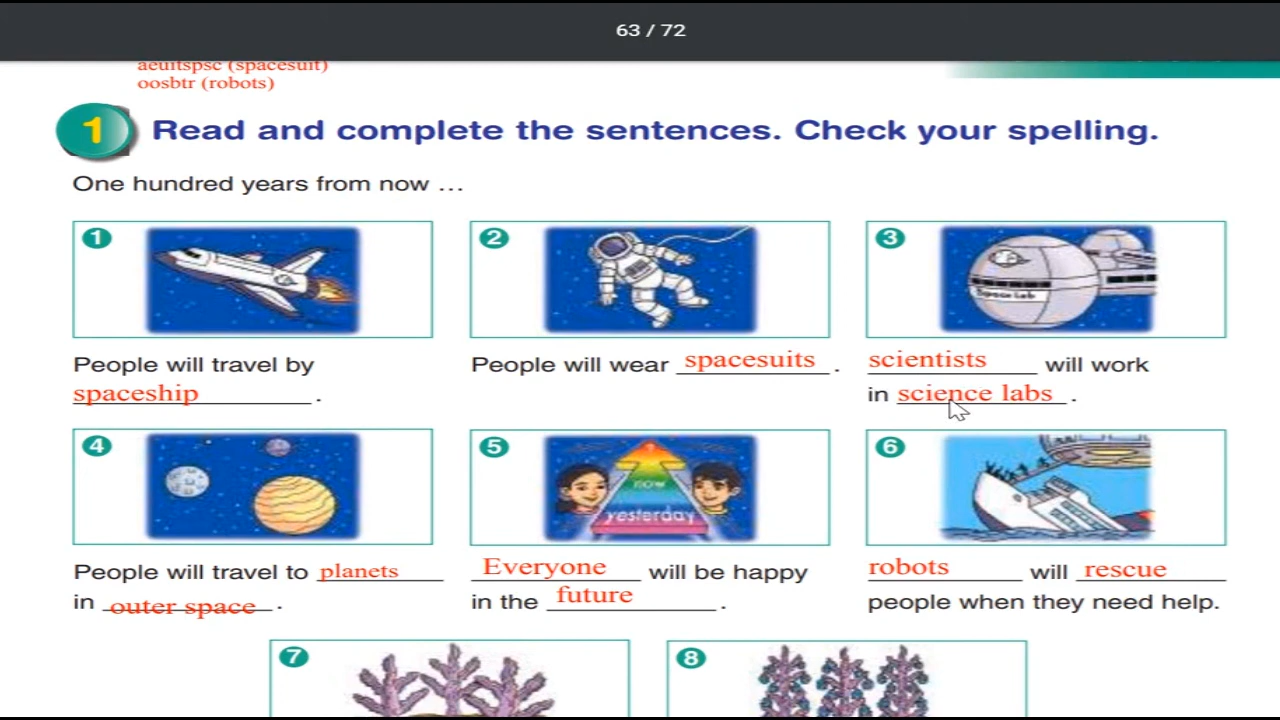 63 / 72
aeuitspsc (spacesuit)
oosbtr (robots)
1 Read and complete the sentences. Check your spelling.
One hundred years from now …
1
2
3
Space Lab
People will travel by
spaceship .
People will wear spacesuits .
scientists will work
in science labs .
4
5
now
yesterday
6
People will travel to planets
in outer space .
Everyone will be happy
in the future .
robots will rescue
people when they need help.
7
8